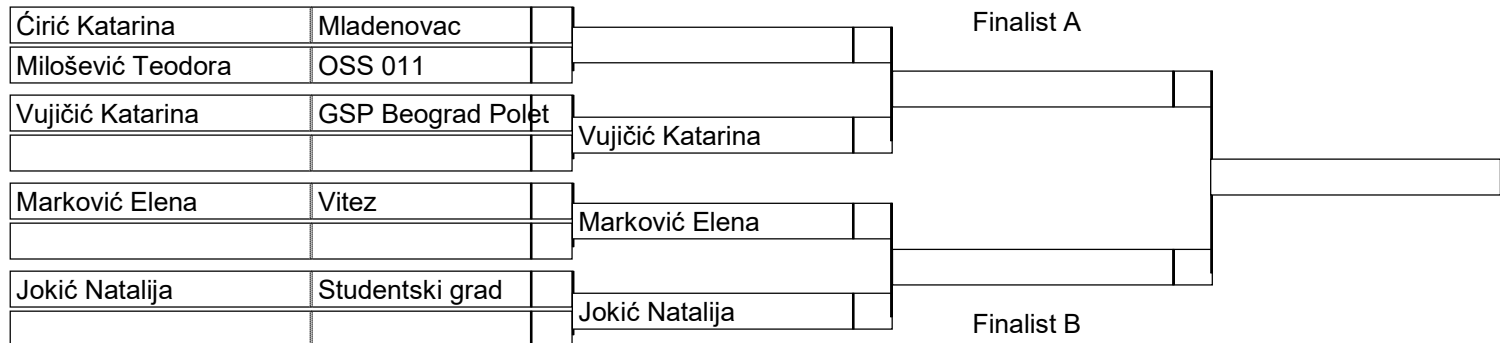 Ćirić Katarina Mladenovac
Milošević Teodora OSS 011
Vujičić Katarina GSP Beograd Polet
Marković Elena Vitez
Jokić Natalija Studentski grad
Vujičić Katarina
Marković Elena
Jokić Natalija
Finalist A
Finalist B